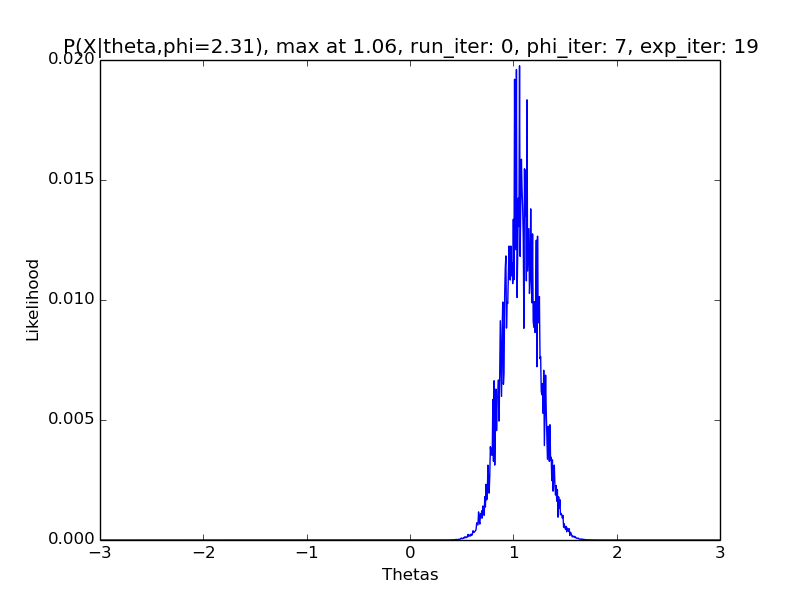 P(X|theta,phi=2.31), max at 1.06, run_iter: 0, phi_iter: 7, exp_iter: 19
0.020
0.015
0.010
0.005
0.000
Likelihood
−3 −2 −1 0 1 2 3
Thetas